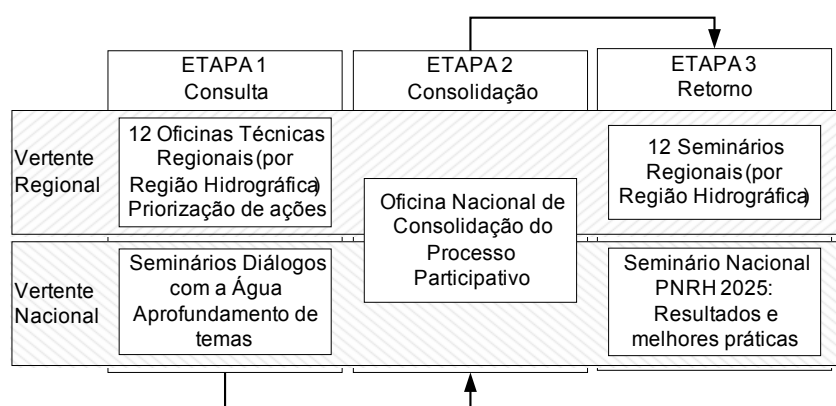 ETAPA 1
Consulta
ETAPA 2
Consolidação
ETAPA 3
Retorno
Vertente
Regional
12 Oficinas Técnicas
Regionais (por
Região Hidrográfica)
Priorização de ações
12 Seminários
Regionais (por
Região Hidrográfica)
Oficina Nacional de
Consolidação do
Processo
Participativo
Vertente
Nacional
Seminários Diálogos
com a Água
Aprofundamento de
temas
Seminário Nacional
PNRH 2025:
Resultados e
melhores práticas